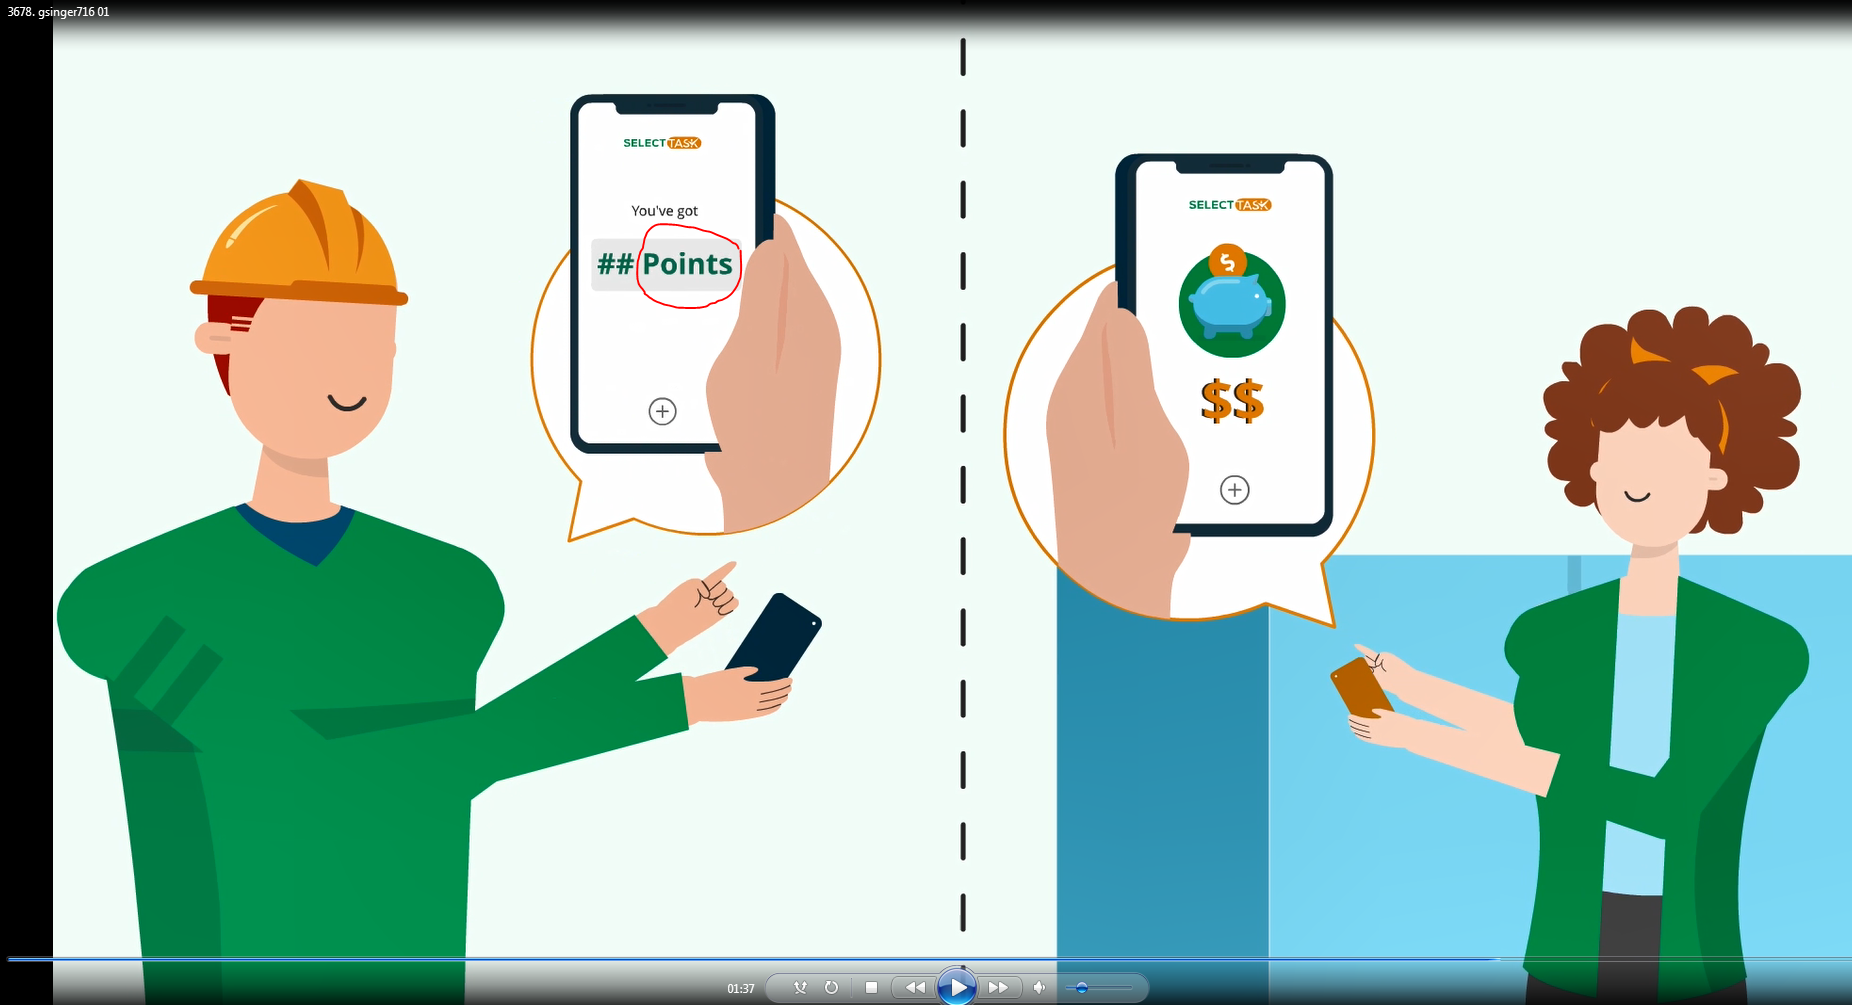 3678. gsinger716 01
SELECTTASK
You've got
## Points
SELECTTASK
$
$$
01:37